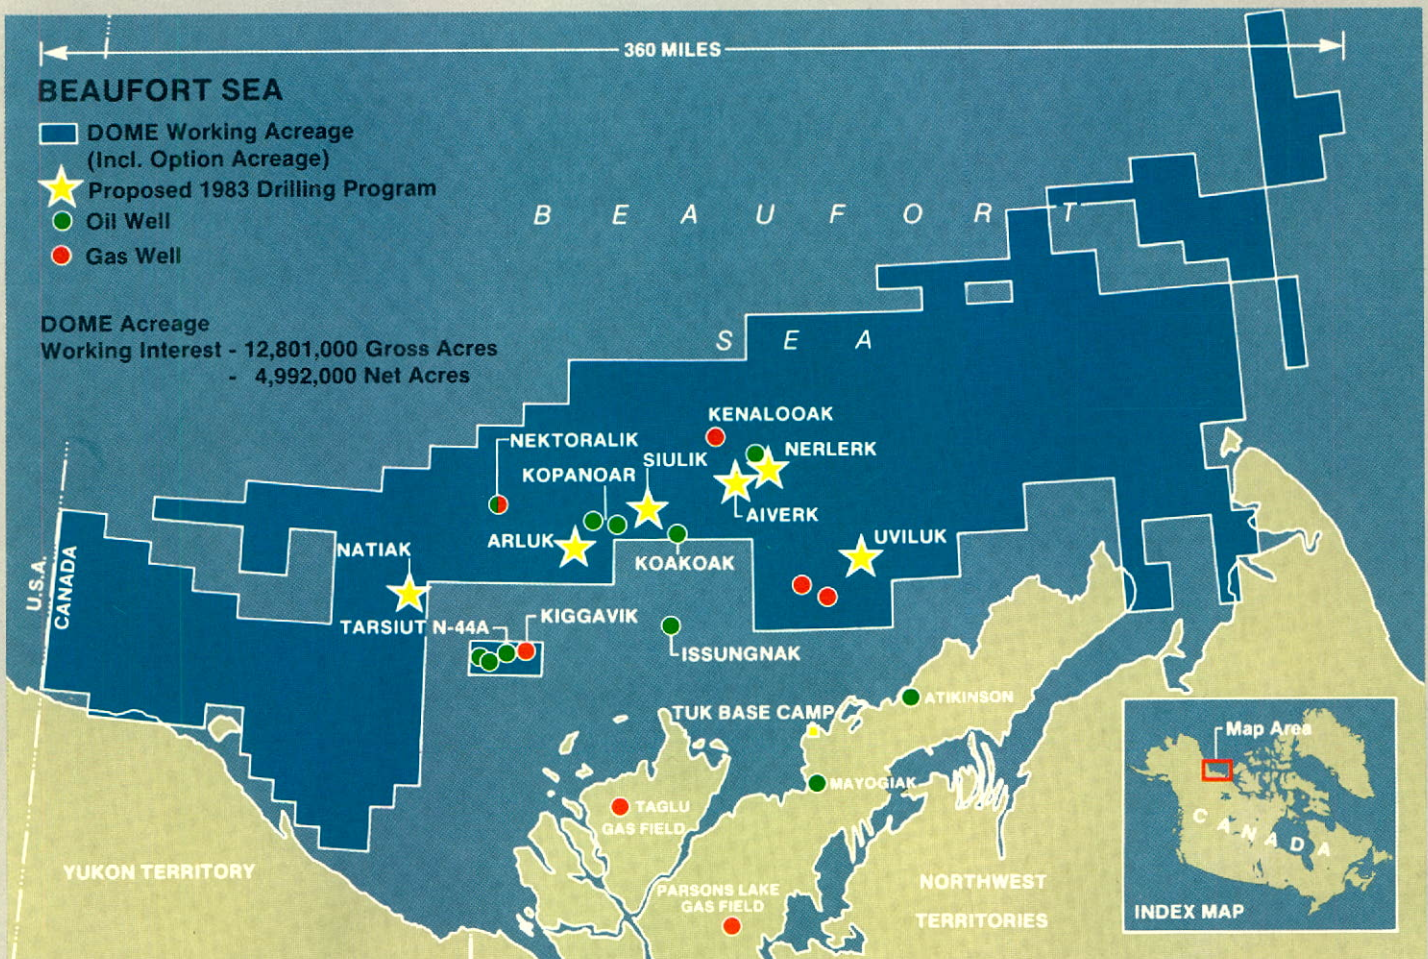 360 MILES
BEAUFORT SEA
DOME Working Acreage
(Incl. Option Acreage)
Proposed 1983 Drilling Program
Oil Well
Gas Well
BEAUFORT
SEA
DOME Acreage
Working Interest - 12,801,000 Gross Acres
- 4,992,000 Net Acres
KENALOOAK
NEKTORALIK
NERLERK
SIULIK
KOPANOAR
AIVERK
ARLUK
UVILUK
NATIAK
KOAKOAK
U.S.A.
CANADA
KIGGAVIK
TARSIUT N-44A
ISSUNGNAK
ATIKINSON
TUK BASE CAMP
Map Area
MAYOGIAK
TAGLU
GAS FIELD
CANADA
YUKON TERRITORY
NORTHWEST
TERRITORIES
PARSONS LAKE
GAS FIELD
INDEX MAP